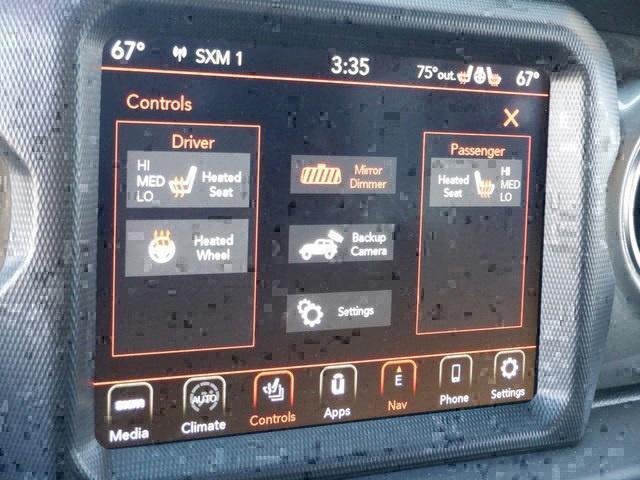 67° SXM 1 3:35 75°out. 67°
Controls X
Driver
HI
MED
LO
Heated
Seat
Heated
Wheel
Mirror
Dimmer
Backup
Camera
Settings
Passenger
Heated
Seat
HI
MED
LO
AUTO E
Media Climate Controls Apps Nav Phone Settings